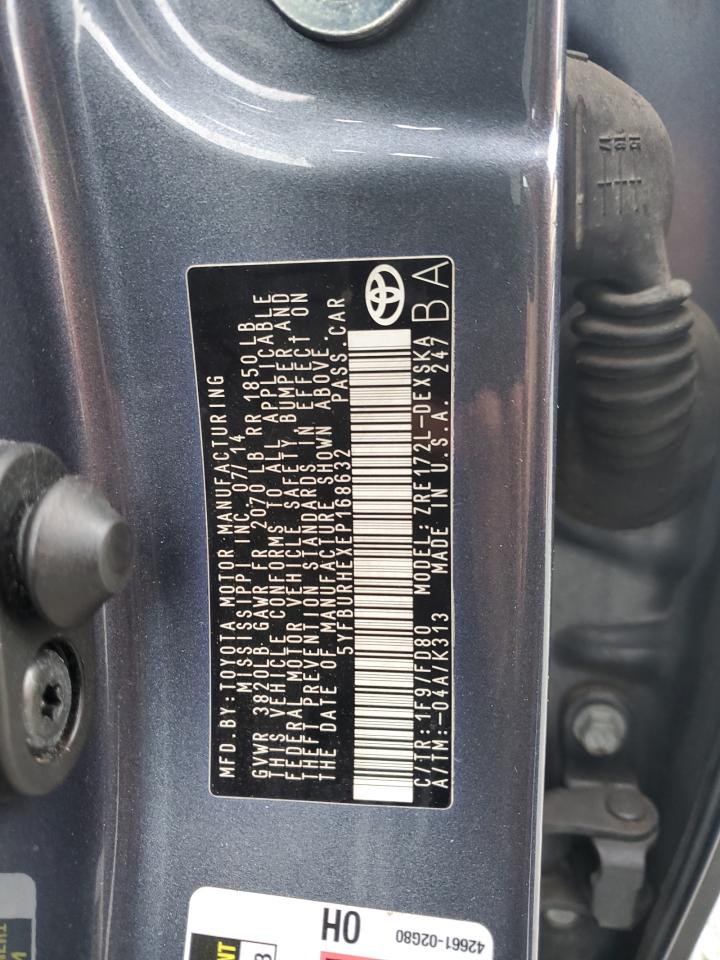 MFD.BY:TOYOTA MOTOR MANUFACTURING
MISSISSIPPI INC. 07/14
GVWR 3820LB GAWR FR 2070 LB RR 1850 LB
THIS VEHICLE CONFORMS TO ALL APPLICABLE
FEDERAL MOTOR VEHICLE SAFETY BUMPER AND
THEFT PREVENTION STANDARDS IN EFFECT ON
THE DATE OF MANUFACTURE SHOWN ABOVE.
5YFBURHEXEP168632 PASS.CAR
C/TR:1F9/FD80 MODEL:ZRE172L-DEXSKA
A/TM:-04A/K313 MADE IN U.S.A. 247
BA
OH
42661-02G80